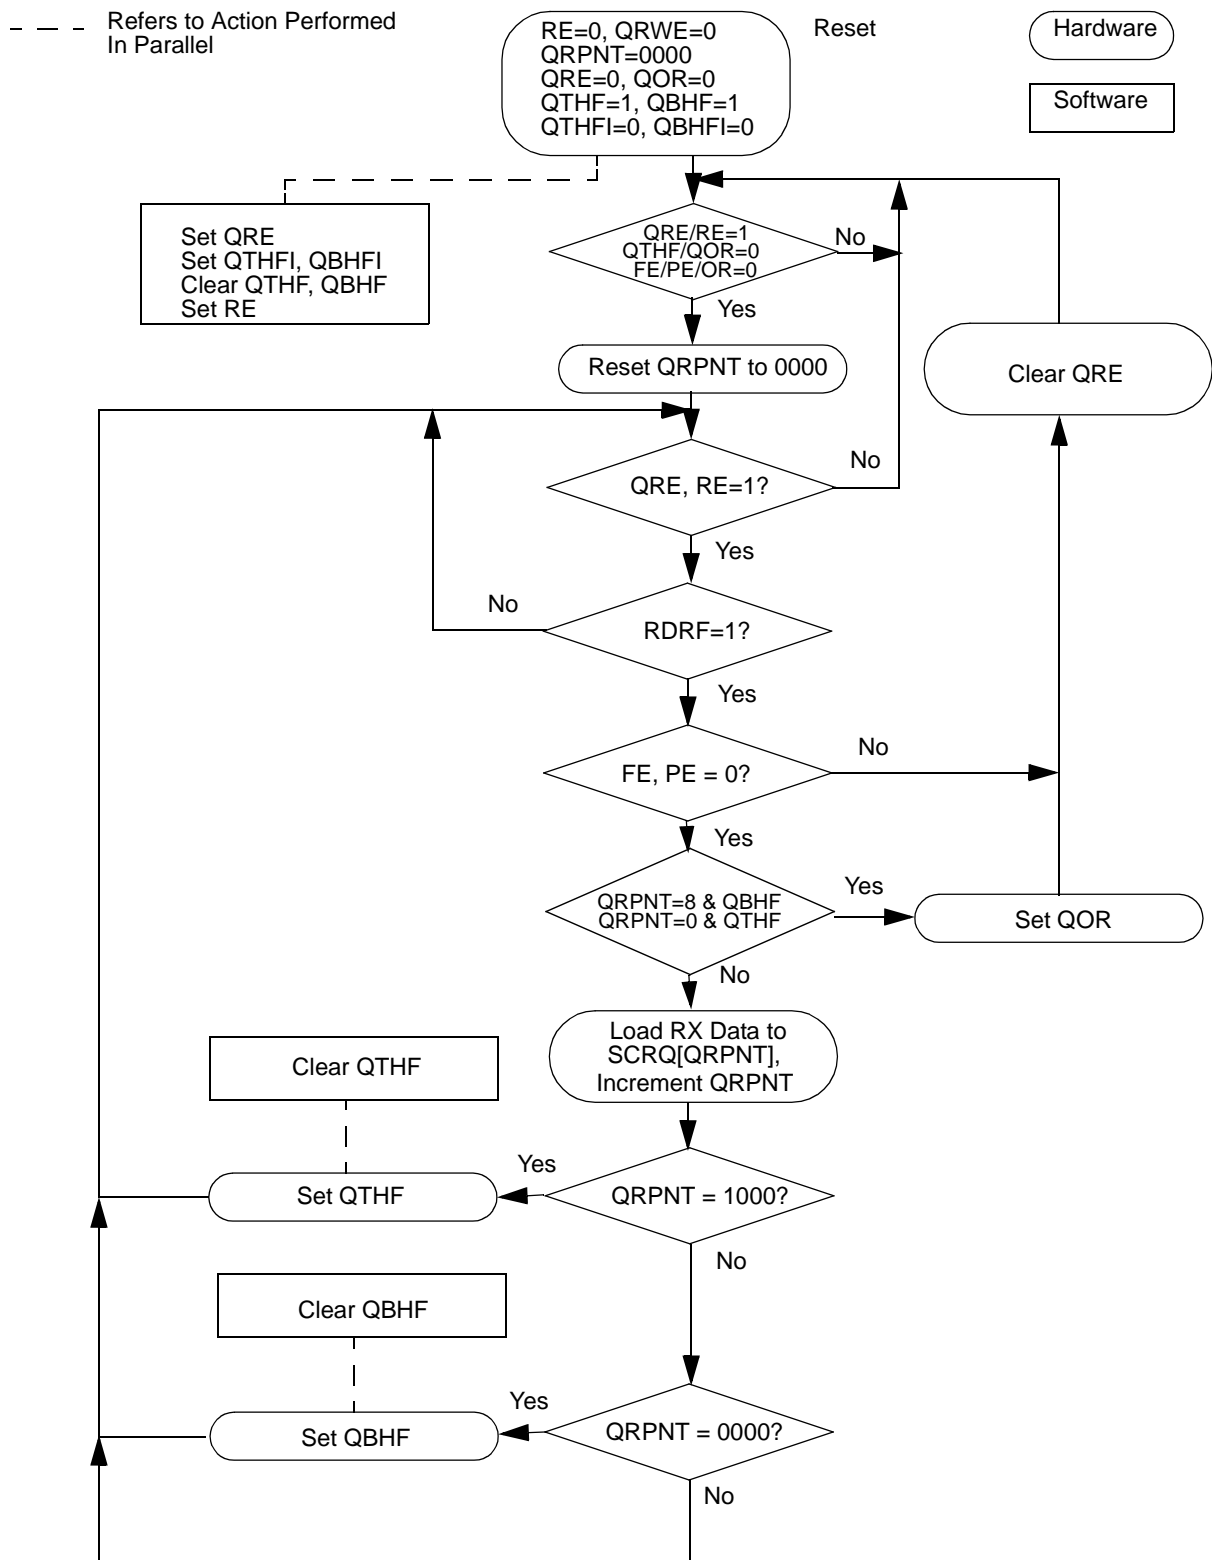 Refers to Action Performed
In Parallel
RE=0, QRWE=0
QRPNT=0000
QRE=0, QOR=0
QTHF=1, QBHF=1
QTHFI=0, QBHFI=0
Reset
Hardware
Software
Set QRE
Set QTHFI, QBHFI
Clear QTHF, QBHF
Set RE
QRE/RE=1
QTHF/QOR=0
FE/PE/OR=0
No
Yes
Reset QRPNT to 0000
Clear QRE
QRE, RE=1?
No
Yes
RDRF=1?
No
Yes
FE, PE = 0?
No
Yes
QRPNT=8 & QBHF
QRPNT=0 & QTHF
Yes
Set QOR
No
Load RX Data to
SCRQ[QRPNT],
Increment QRPNT
Clear QTHF
Set QTHF
Yes
QRPNT = 1000?
No
Clear QBHF
Set QBHF
Yes
QRPNT = 0000?
No